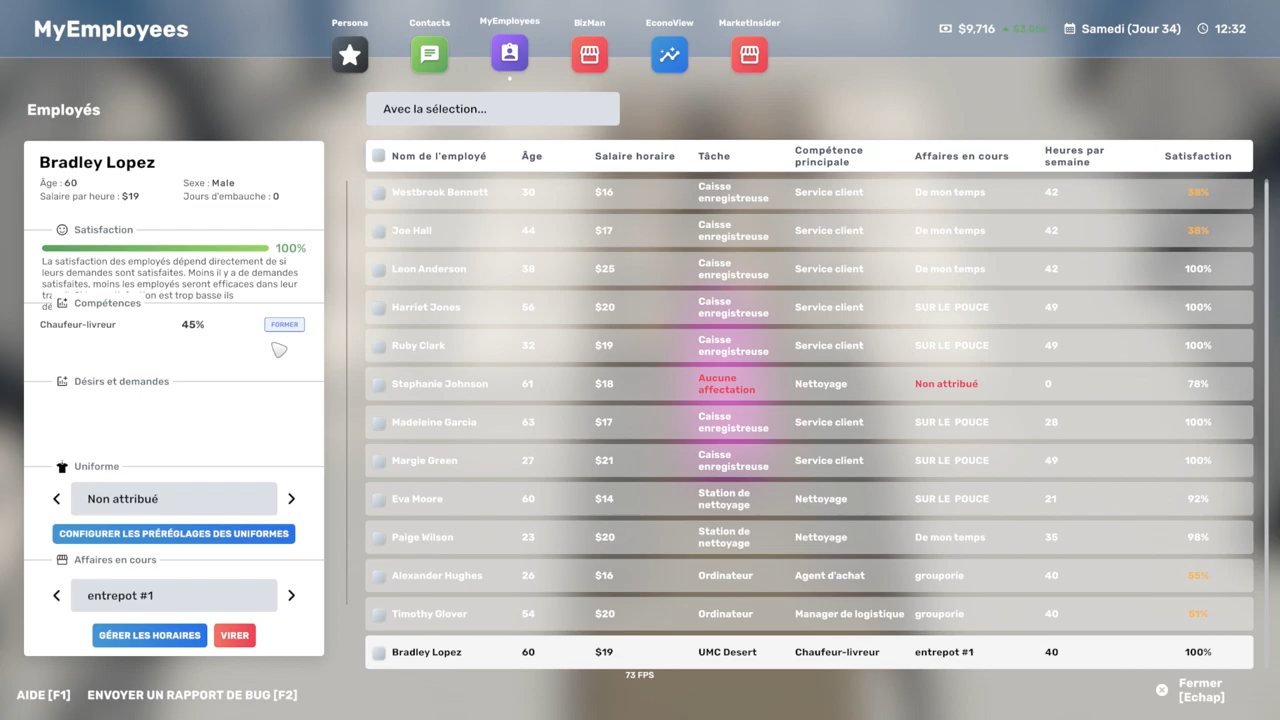 MyEmployees
Persona
Contacts
MyEmployees
BizMan
EconoView
MarketInsider
$9,716
Samedi (Jour 34)
12:32
Employés
Avec la sélection...
Bradley Lopez
Âge : 60
Sexe : Male
Salaire par heure : $19
Jours d'embauche : 0
Satisfaction
100%
La satisfaction des employés dépend directement de si
leurs demandes sont satisfaites. Moins il y a de demandes
satisfaites, moins les employés seront efficaces dans leur
est trop basse ils
Compétences
Chaufeur-livreur
45%
FORMER
Désirs et demandes
Uniforme
Non attribué
CONFIGURER LES PRÉRÉGLAGES DES UNIFORMES
Affaires en cours
entrepot #1
GÉRER LES HORAIRES
VIRER
Nom de l'employé Âge Salaire horaire Tâche Compétence principale Affaires en cours Heures par semaine Satisfaction
Westbrook Bennett 30 $16 Caisse enregistreuse Service client De mon temps 42 38%
Joe Hall 44 $17 Caisse enregistreuse Service client De mon temps 42 38%
Leon Anderson 38 $25 Caisse enregistreuse Service client De mon temps 42 100%
Harriet Jones 56 $20 Caisse enregistreuse Service client SUR LE POUCE 49 100%
Ruby Clark 32 $19 Caisse enregistreuse Service client SUR LE POUCE 49 100%
Stephanie Johnson 61 $18 Aucune affectation Nettoyage Non attribué 0 78%
Madeleine Garcia 63 $17 Caisse enregistreuse Service client SUR LE POUCE 28 100%
Margie Green 27 $21 Caisse enregistreuse Service client SUR LE POUCE 49 100%
Eva Moore 60 $14 Station de nettoyage Nettoyage SUR LE POUCE 21 92%
Paige Wilson 23 $20 Station de nettoyage Nettoyage De mon temps 35 98%
Alexander Hughes 26 $16 Ordinateur Agent d'achat grouporie 40 55%
Timothy Glover 54 $20 Ordinateur Manager de logistique grouporie 40 51%
Bradley Lopez 60 $19 UMC Desert Chaufeur-livreur entrepot #1 40 100%
73 FPS
AIDE [F1]
ENVOYER UN RAPPORT DE BUG [F2]
Fermer
[Echap]